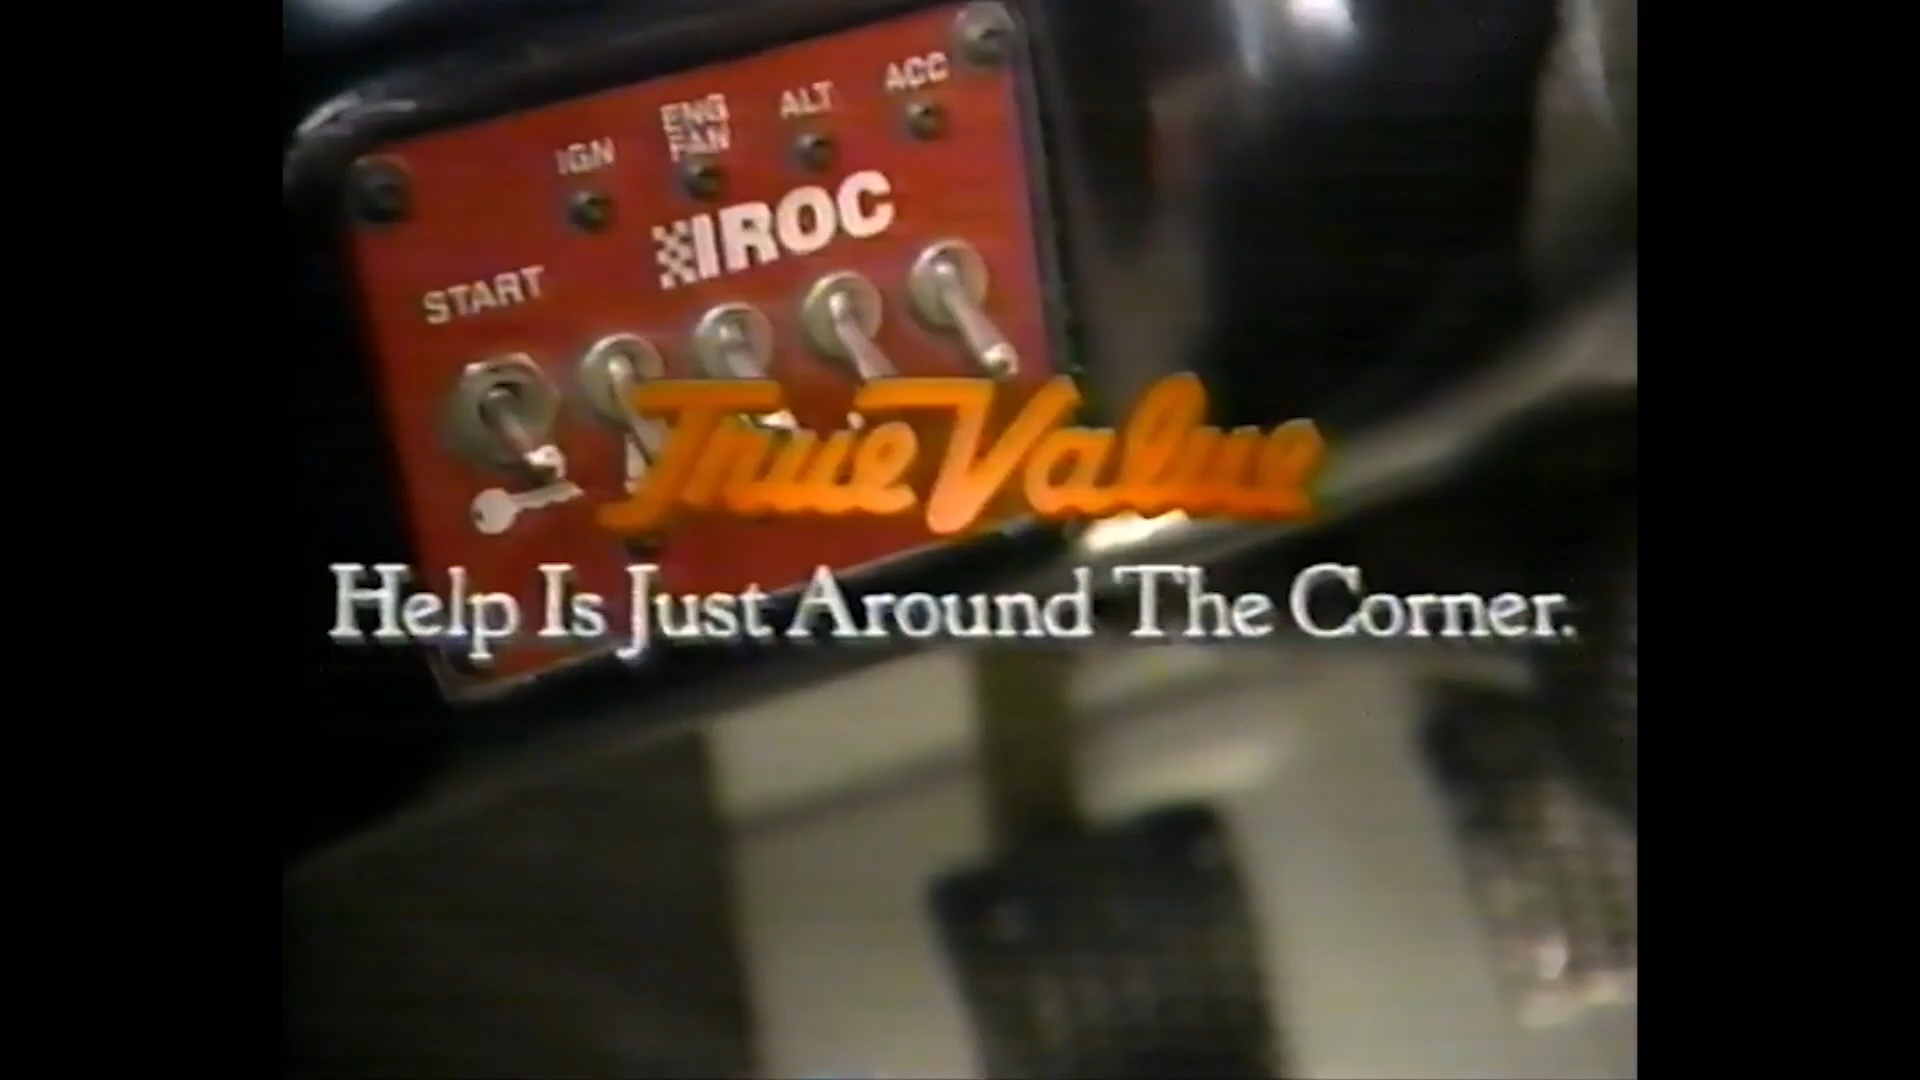 ACC
ALT
ENG
FAN
IGN
IROC
START
True Value
Help Is Just Around The Corner.